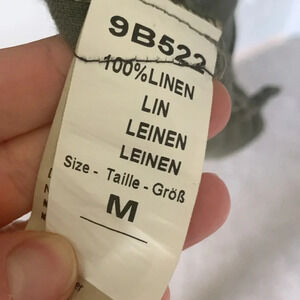 9B522
100%LINEN
LIN
LEINEN
LEINEN
Size - Taille - Größ
M